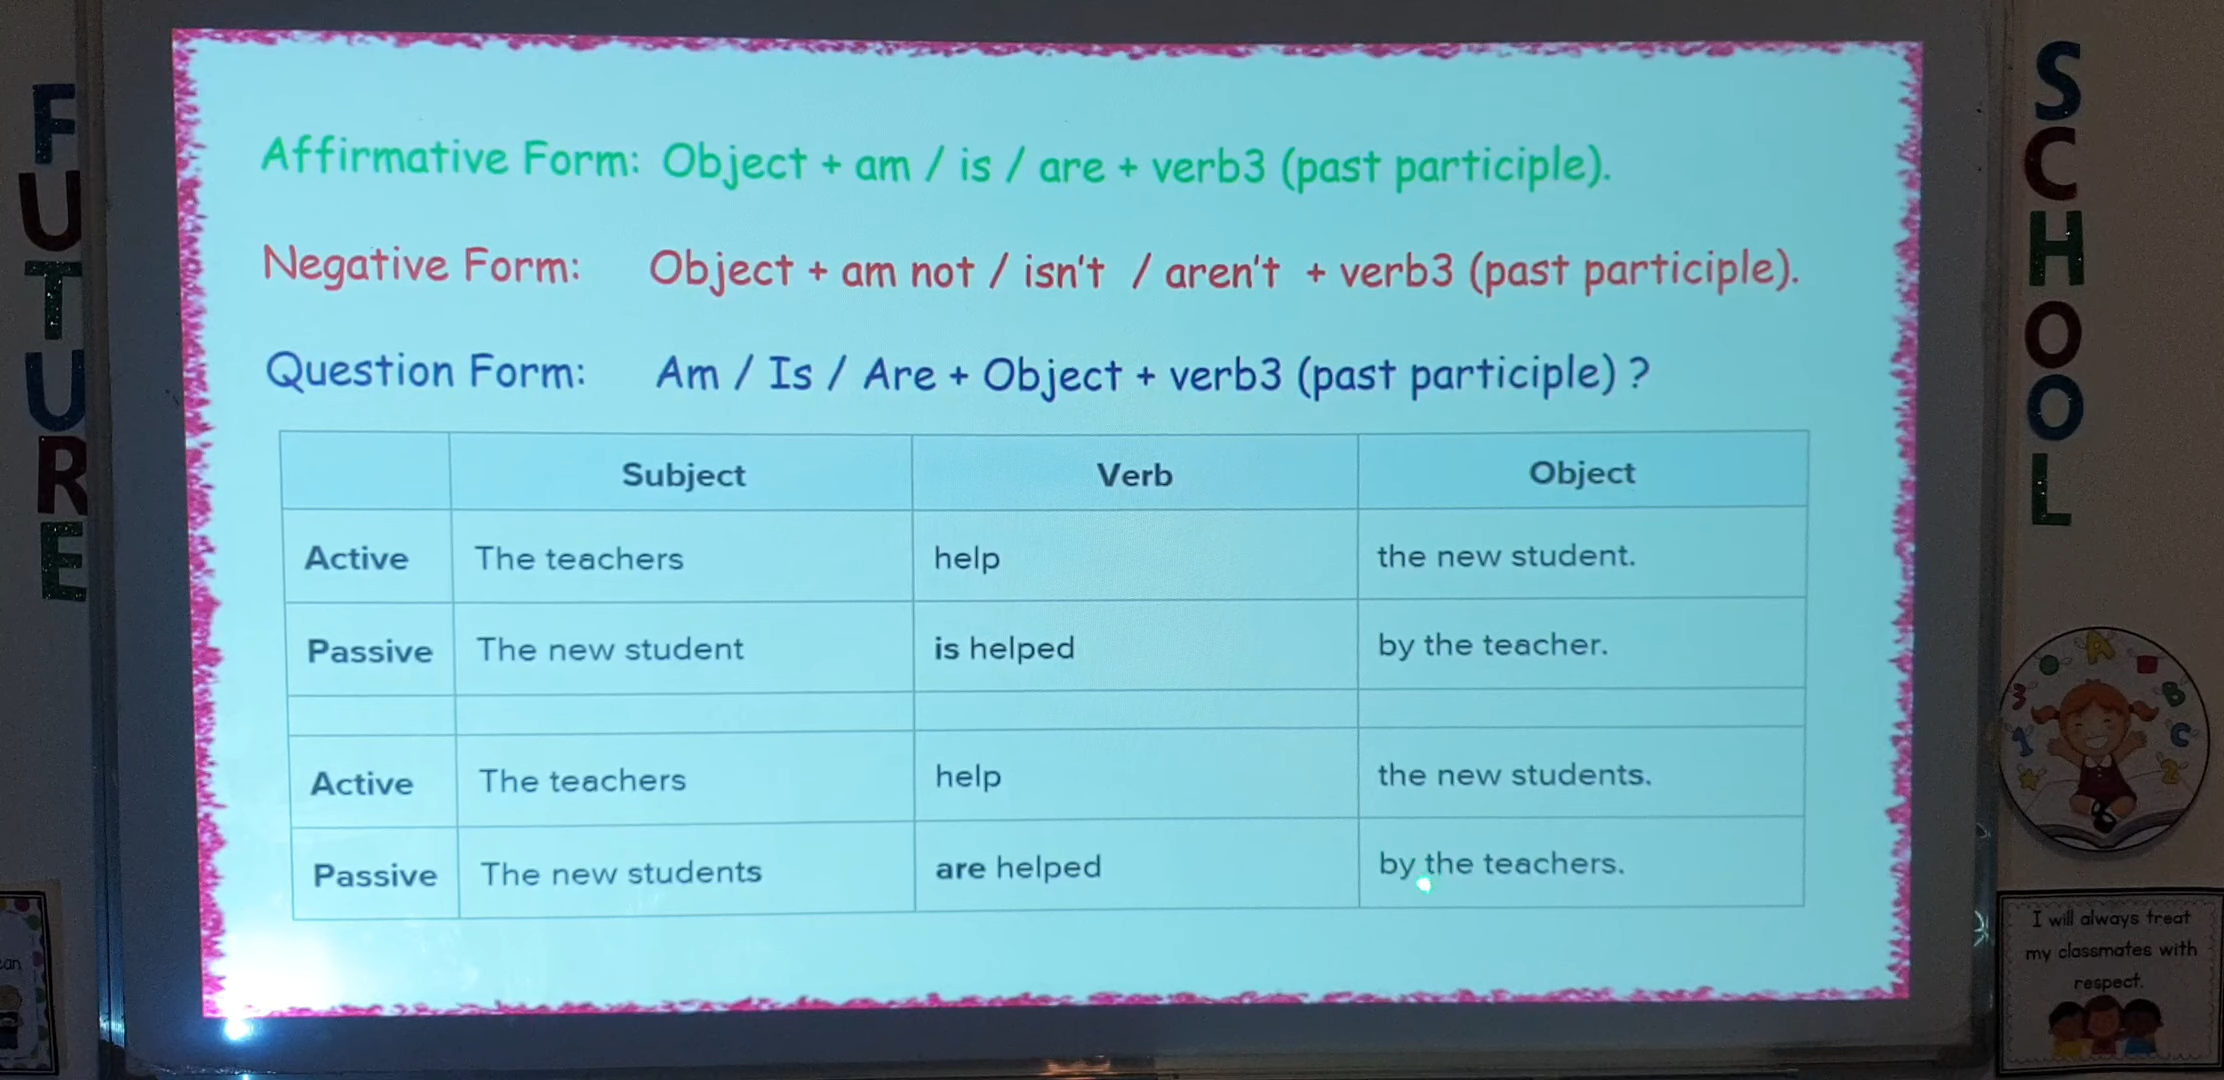 FUTURE
Affirmative Form: Object + am / is / are + verb3 (past participle).
Negative Form: Object + am not / isn't / aren't + verb3 (past participle).
Question Form: Am / Is / Are + Object + verb3 (past participle) ?
Subject Verb Object
Active The teachers help the new student.
Passive The new student is helped by the teacher.
Active The teachers help the new students.
Passive The new students are helped by the teachers.
SCHOOL
A
B
C
2
3
1
I will always treat
my classmates with
respect.